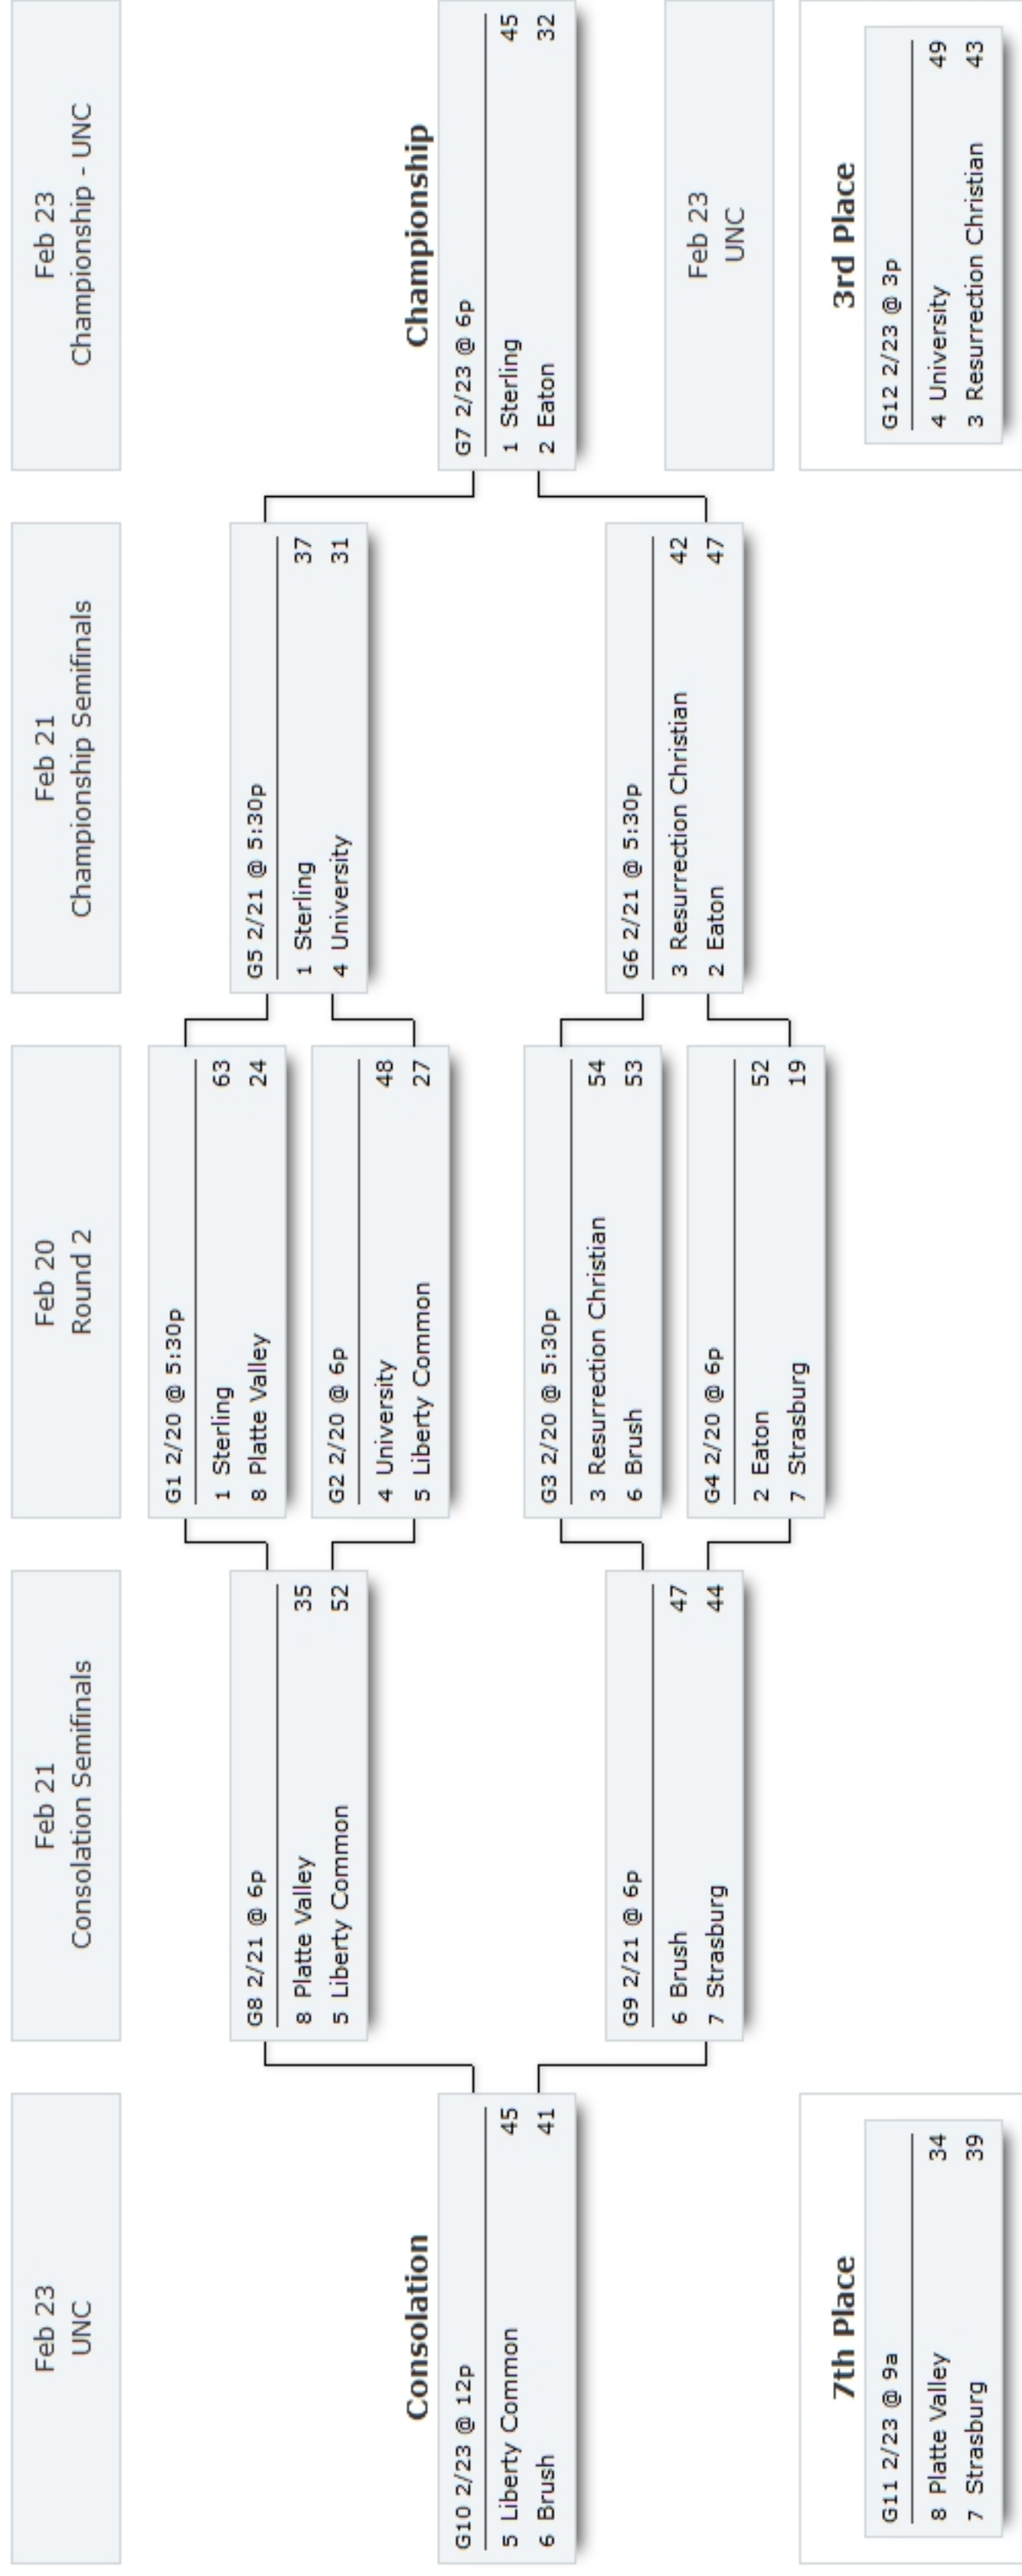 Feb 23
UNC
Feb 21
Consolation Semifinals
Feb 20
Round 2
Feb 21
Championship Semifinals
Feb 23
Championship - UNC
Consolation
G10 2/23 @ 12p
5 Liberty Common 45
6 Brush 41
7th Place
G11 2/23 @ 9a
8 Platte Valley 34
7 Strasburg 39
G8 2/21 @ 6p
8 Platte Valley 35
5 Liberty Common 52
G9 2/21 @ 6p
6 Brush 47
7 Strasburg 44
G1 2/20 @ 5:30p
1 Sterling 63
8 Platte Valley 24
G2 2/20 @ 6p
4 University 48
5 Liberty Common 27
G3 2/20 @ 5:30p
3 Resurrection Christian 54
6 Brush 53
G4 2/20 @ 6p
2 Eaton 52
7 Strasburg 19
G5 2/21 @ 5:30p
1 Sterling 37
4 University 31
G6 2/21 @ 5:30p
3 Resurrection Christian 42
2 Eaton 47
Championship
G7 2/23 @ 6p
1 Sterling 45
2 Eaton 32
Feb 23
UNC
3rd Place
G12 2/23 @ 3p
4 University 49
3 Resurrection Christian 43